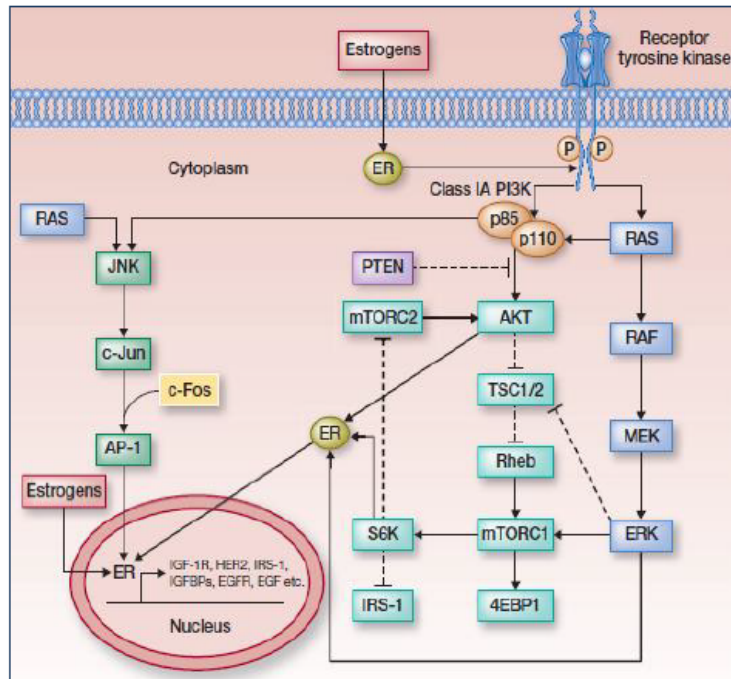 Estrogens
Receptor
tyrosine kinase
P
P
Cytoplasm
ER
Class IA PI3K
RAS
p85
p110
RAS
JNK
PTEN
mTORC2
AKT
RAF
c-Jun
TSC1/2
c-Fos
ER
MEK
AP-1
Rheb
Estrogens
S6K
mTORC1
ERK
ER
IGF-1R, HER2, IRS-1,
IGFBPs, EGFR, EGF etc.
IRS-1
4EBP1
Nucleus